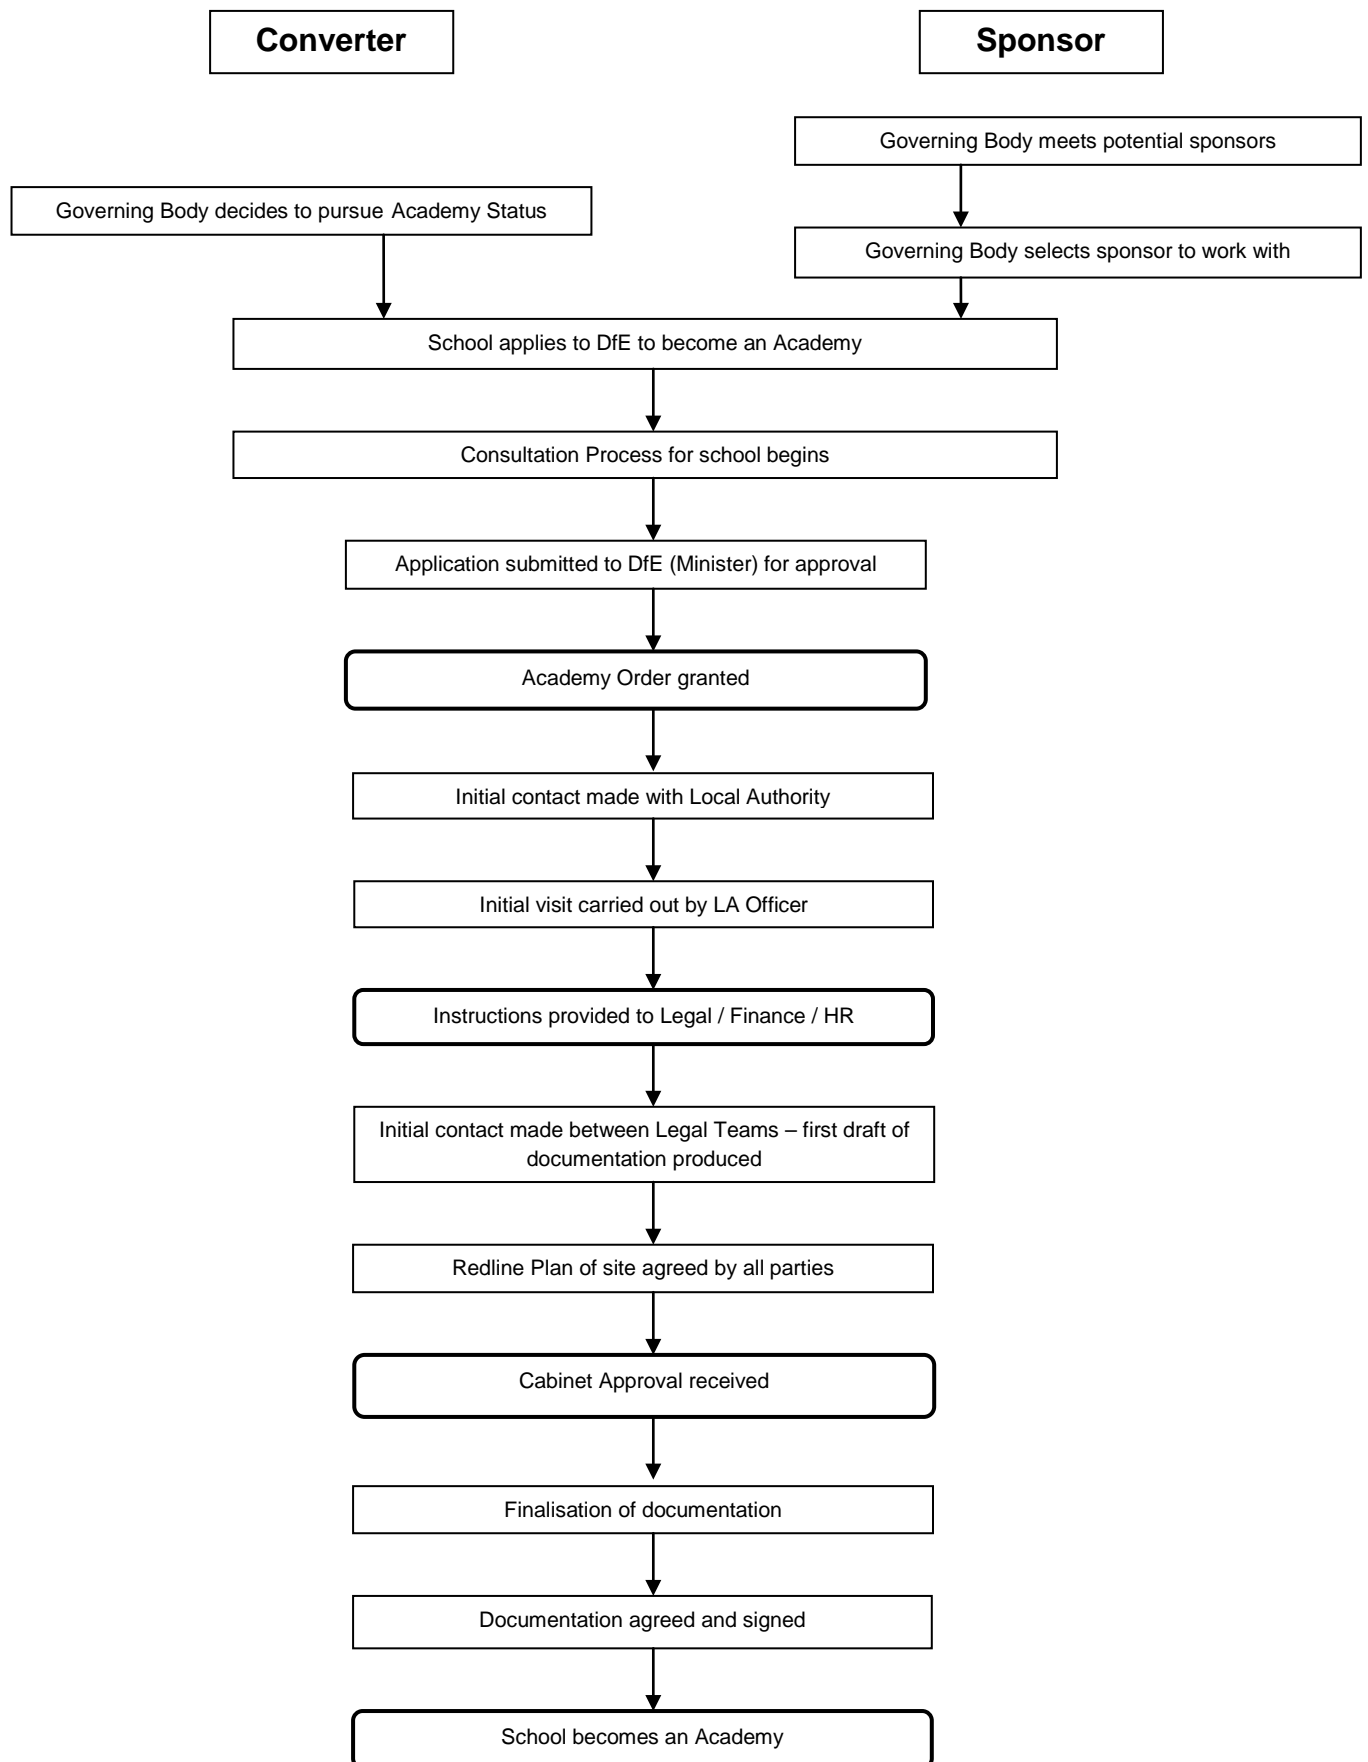 Converter
Sponsor
Governing Body meets potential sponsors
Governing Body decides to pursue Academy Status
Governing Body selects sponsor to work with
School applies to DfE to become an Academy
Consultation Process for school begins
Application submitted to DfE (Minister) for approval
Academy Order granted
Initial contact made with Local Authority
Initial visit carried out by LA Officer
Instructions provided to Legal / Finance / HR
Initial contact made between Legal Teams – first draft of
documentation produced
Redline Plan of site agreed by all parties
Cabinet Approval received
Finalisation of documentation
Documentation agreed and signed
School becomes an Academy